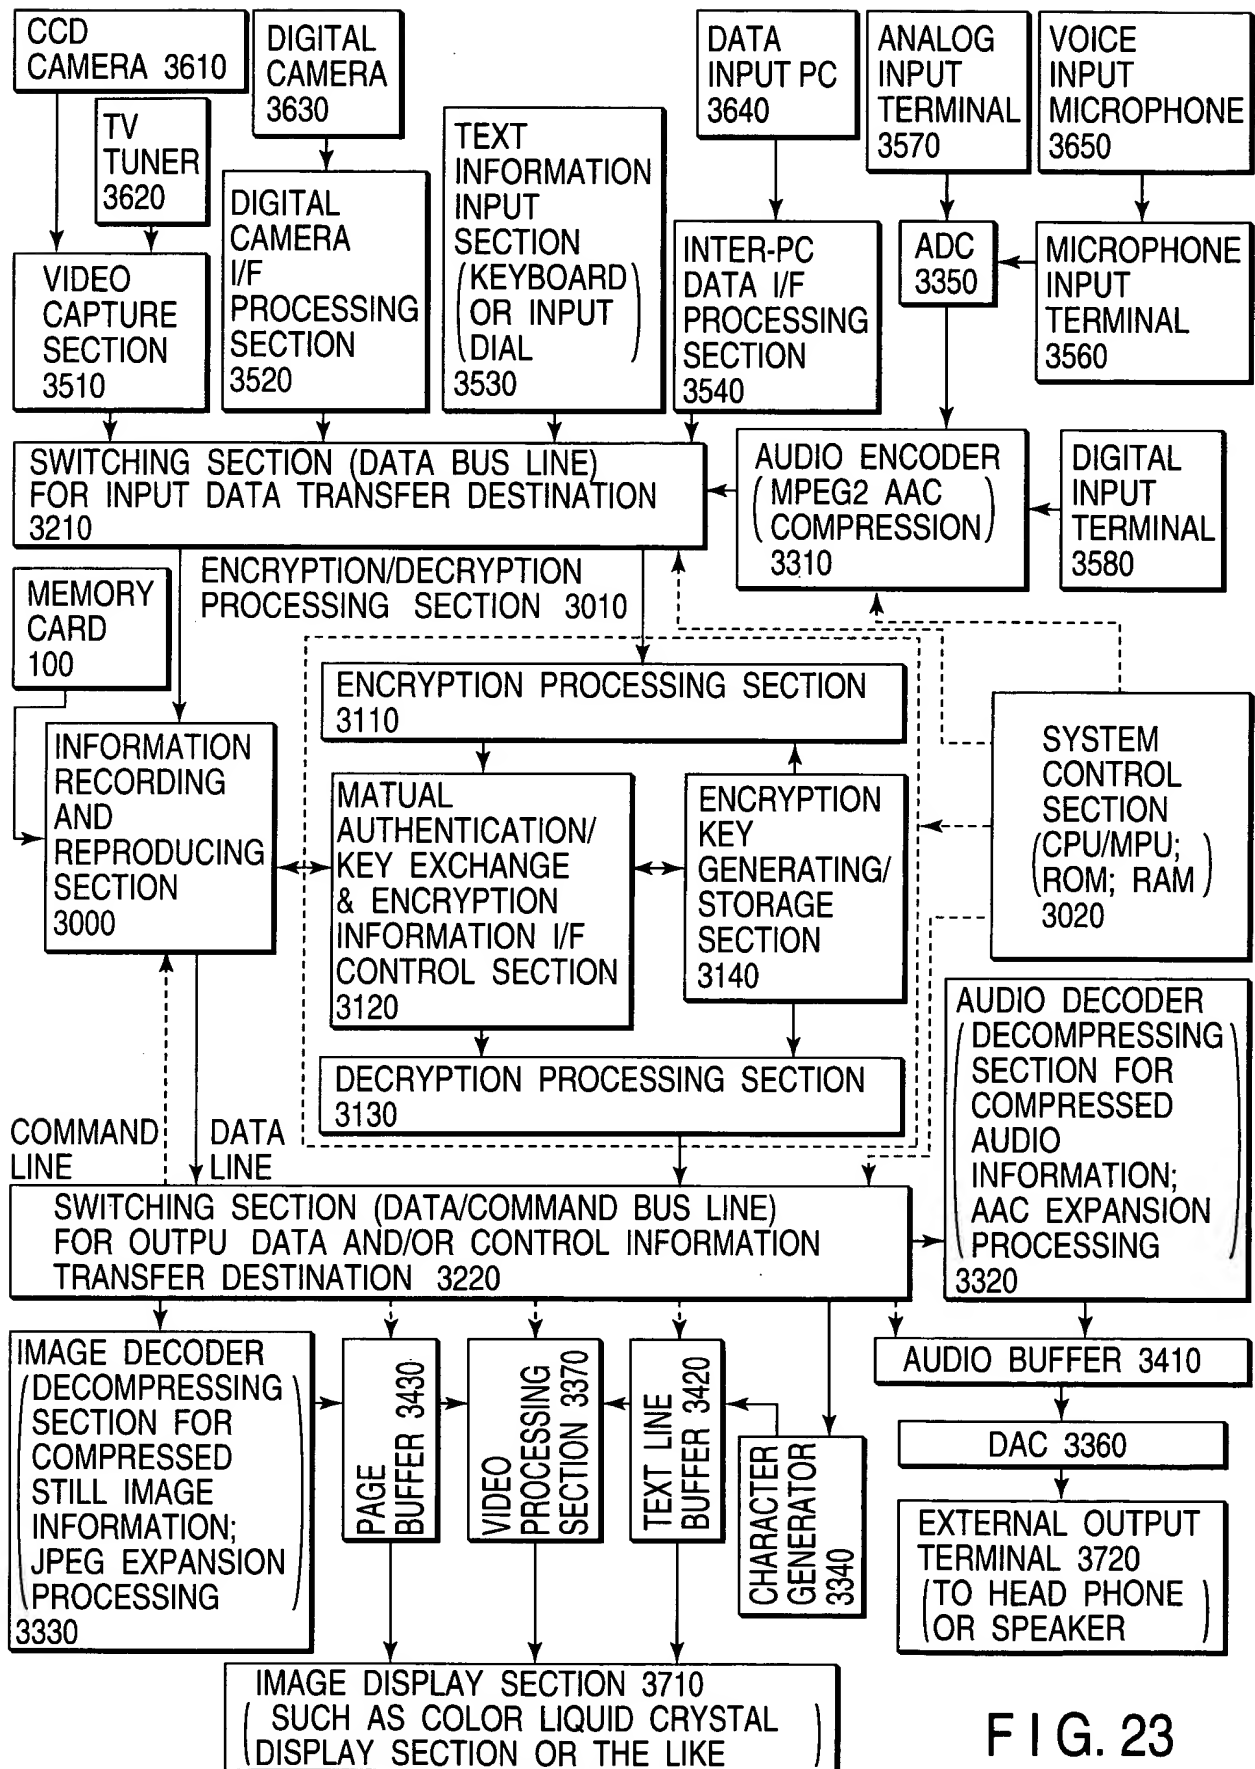 CCD
CAMERA 3610
DIGITAL
CAMERA
3630
DATA
INPUT PC
3640
ANALOG
INPUT
TERMINAL
3570
VOICE
INPUT
MICROPHONE
3650
TV
TUNER
3620
TEXT
INFORMATION
INPUT
SECTION
(KEYBOARD
OR INPUT
DIAL)
3530
DIGITAL
CAMERA
I/F
PROCESSING
SECTION
3520
VIDEO
CAPTURE
SECTION
3510
INTER-PC
DATA I/F
PROCESSING
SECTION
3540
ADC
3350
MICROPHONE
INPUT
TERMINAL
3560
SWITCHING SECTION (DATA BUS LINE)
FOR INPUT DATA TRANSFER DESTINATION
3210
AUDIO ENCODER
(MPEG2 AAC
COMPRESSION)
3310
DIGITAL
INPUT
TERMINAL
3580
ENCRYPTION/DECRYPTION
PROCESSING SECTION 3010
MEMORY
CARD
100
ENCRYPTION PROCESSING SECTION
3110
INFORMATION
RECORDING
AND
REPRODUCING
SECTION
3000
MATUAL
AUTHENTICATION/
KEY EXCHANGE
& ENCRYPTION
INFORMATION I/F
CONTROL SECTION
3120
ENCRYPTION
KEY
GENERATING/
STORAGE
SECTION
3140
SYSTEM
CONTROL
SECTION
(CPU/MPU;
ROM; RAM)
3020
DECRYPTION PROCESSING SECTION
3130
AUDIO DECODER
(DECOMPRESSING
SECTION FOR
COMPRESSED
AUDIO
INFORMATION;
AAC EXPANSION
PROCESSING)
3320
COMMAND
LINE
DATA
LINE
SWITCHING SECTION (DATA/COMMAND BUS LINE)
FOR OUTPU DATA AND/OR CONTROL INFORMATION
TRANSFER DESTINATION 3220
IMAGE DECODER
(DECOMPRESSING
SECTION FOR
COMPRESSED
STILL IMAGE
INFORMATION;
JPEG EXPANSION
PROCESSING)
3330
PAGE
BUFFER 3430
VIDEO
PROCESSING
SECTION 3370
TEXT LINE
BUFFER 3420
CHARACTER
GENERATOR
3340
AUDIO BUFFER 3410
DAC 3360
EXTERNAL OUTPUT
TERMINAL 3720
(TO HEAD PHONE
OR SPEAKER)
IMAGE DISPLAY SECTION 3710
(SUCH AS COLOR LIQUID CRYSTAL
DISPLAY SECTION OR THE LIKE)
FIG. 23